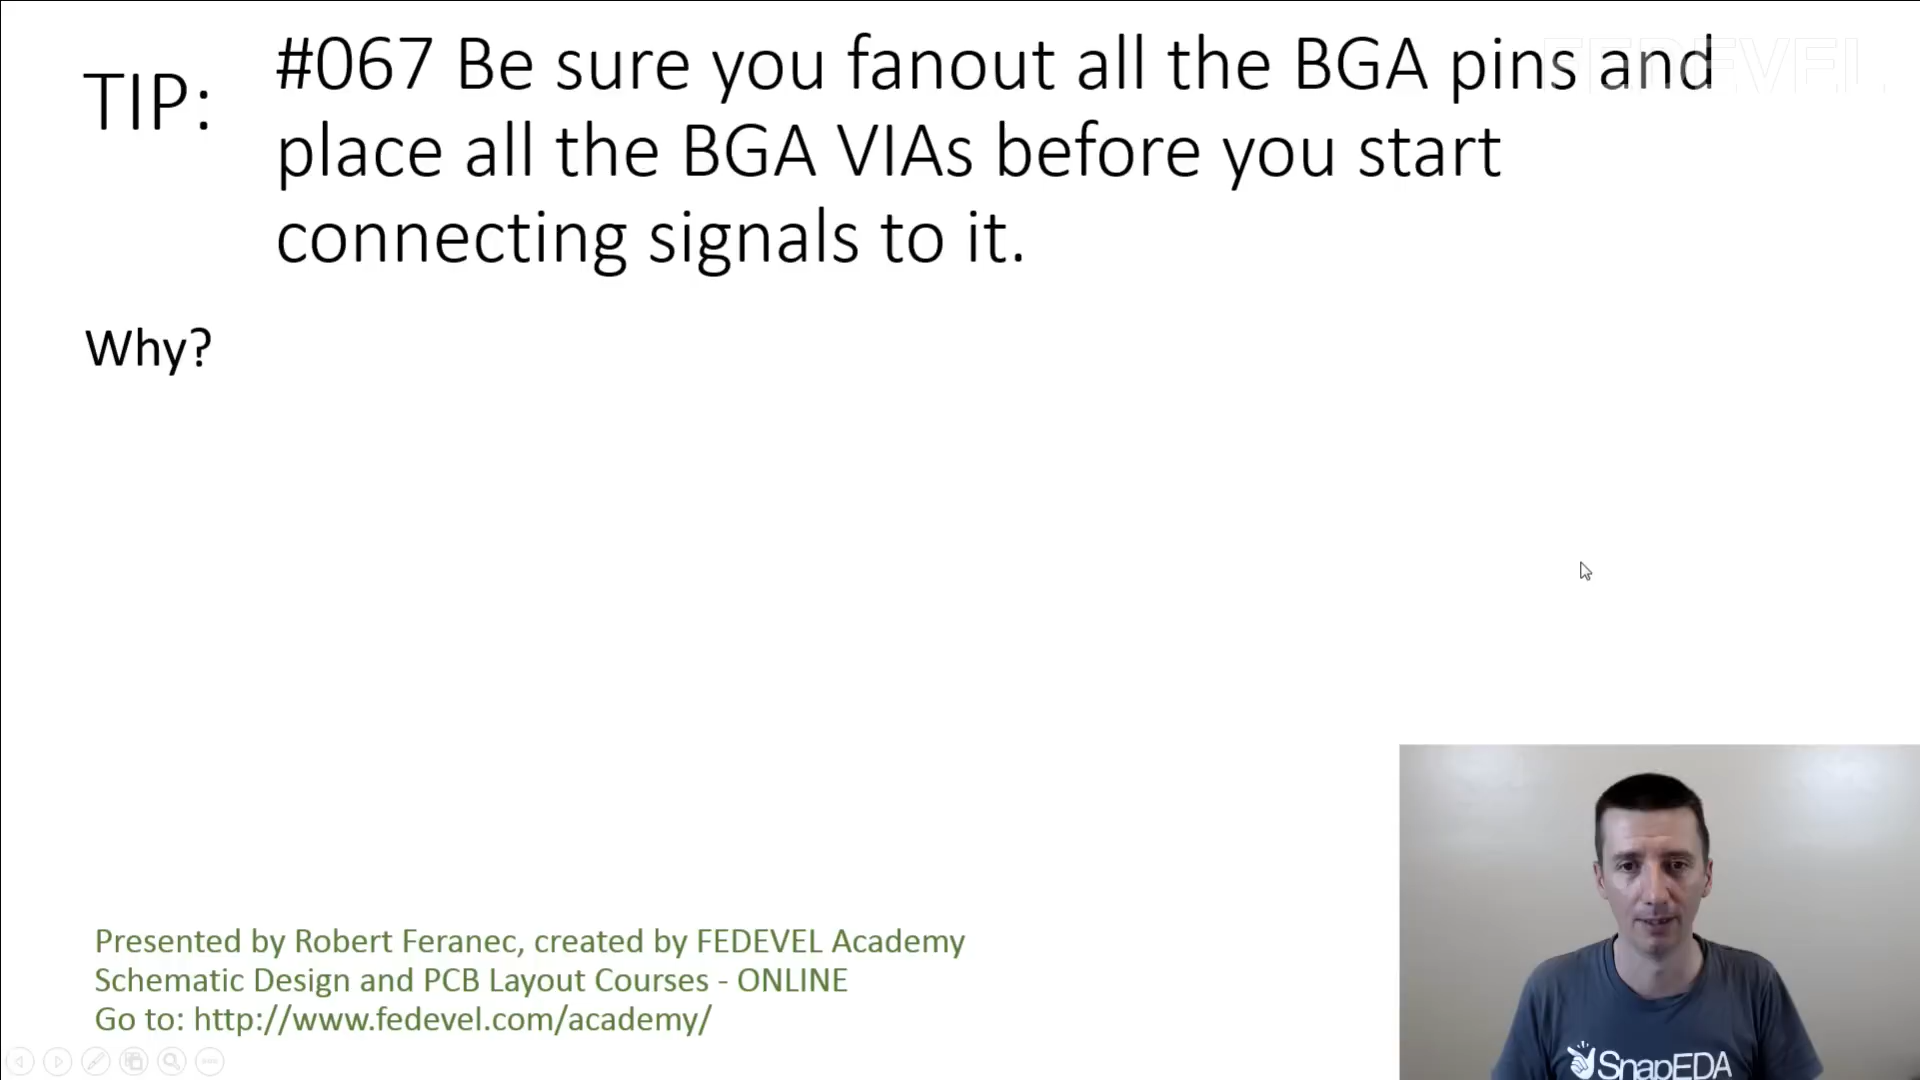 TIP:
#067 Be sure you fanout all the BGA pins and
place all the BGA VIAs before you start
connecting signals to it.
FEDEVEL
Why?
Presented by Robert Feranec, created by FEDEVEL Academy
Schematic Design and PCB Layout Courses - ONLINE
Go to: http://www.fedevel.com/academy/
SnapEDA